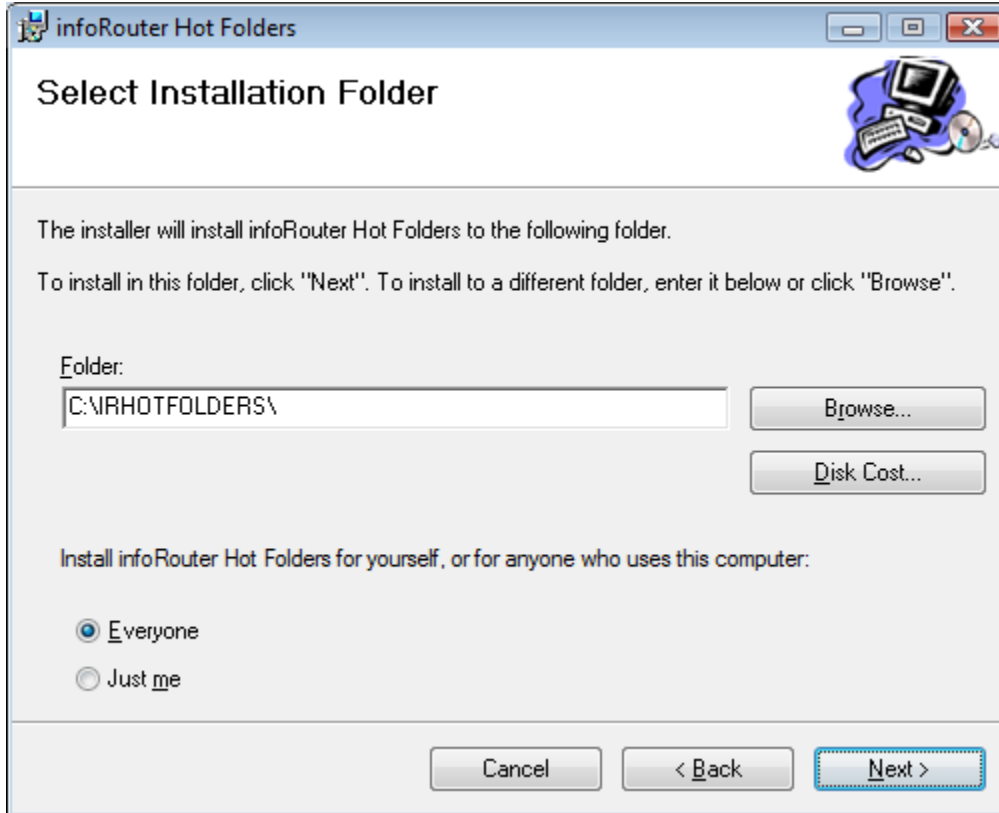 infoRouter Hot Folders
Select Installation Folder
The installer will install infoRouter Hot Folders to the following folder.
To install in this folder, click "Next". To install to a different folder, enter it below or click "Browse".
Folder:
C:\IRHOTFOLDERS\
Browse...
Disk Cost...
Install infoRouter Hot Folders for yourself, or for anyone who uses this computer:
Everyone
Just me
Cancel
< Back
Next >